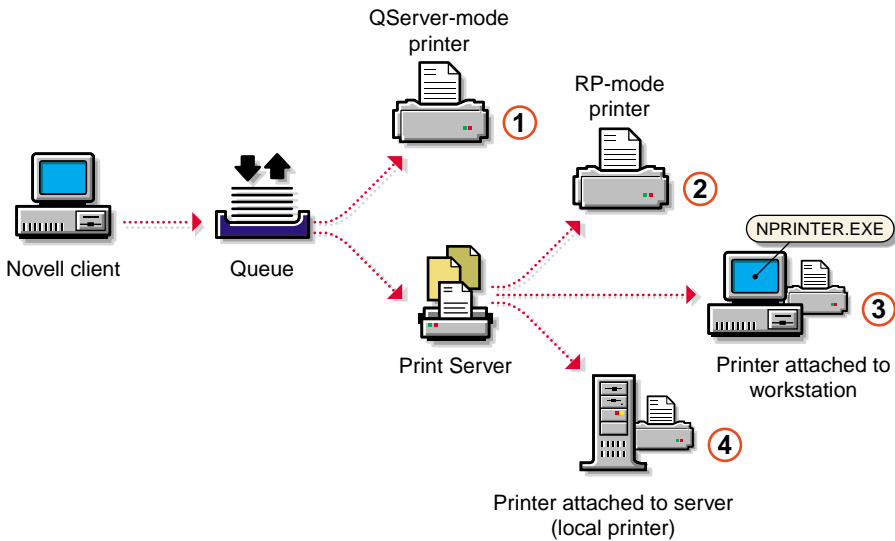 QServer-mode
printer
1
RP-mode
printer
2
NPRINTER.EXE
Novell client
Queue
3
Print Server
Printer attached to
workstation
4
Printer attached to server
(local printer)